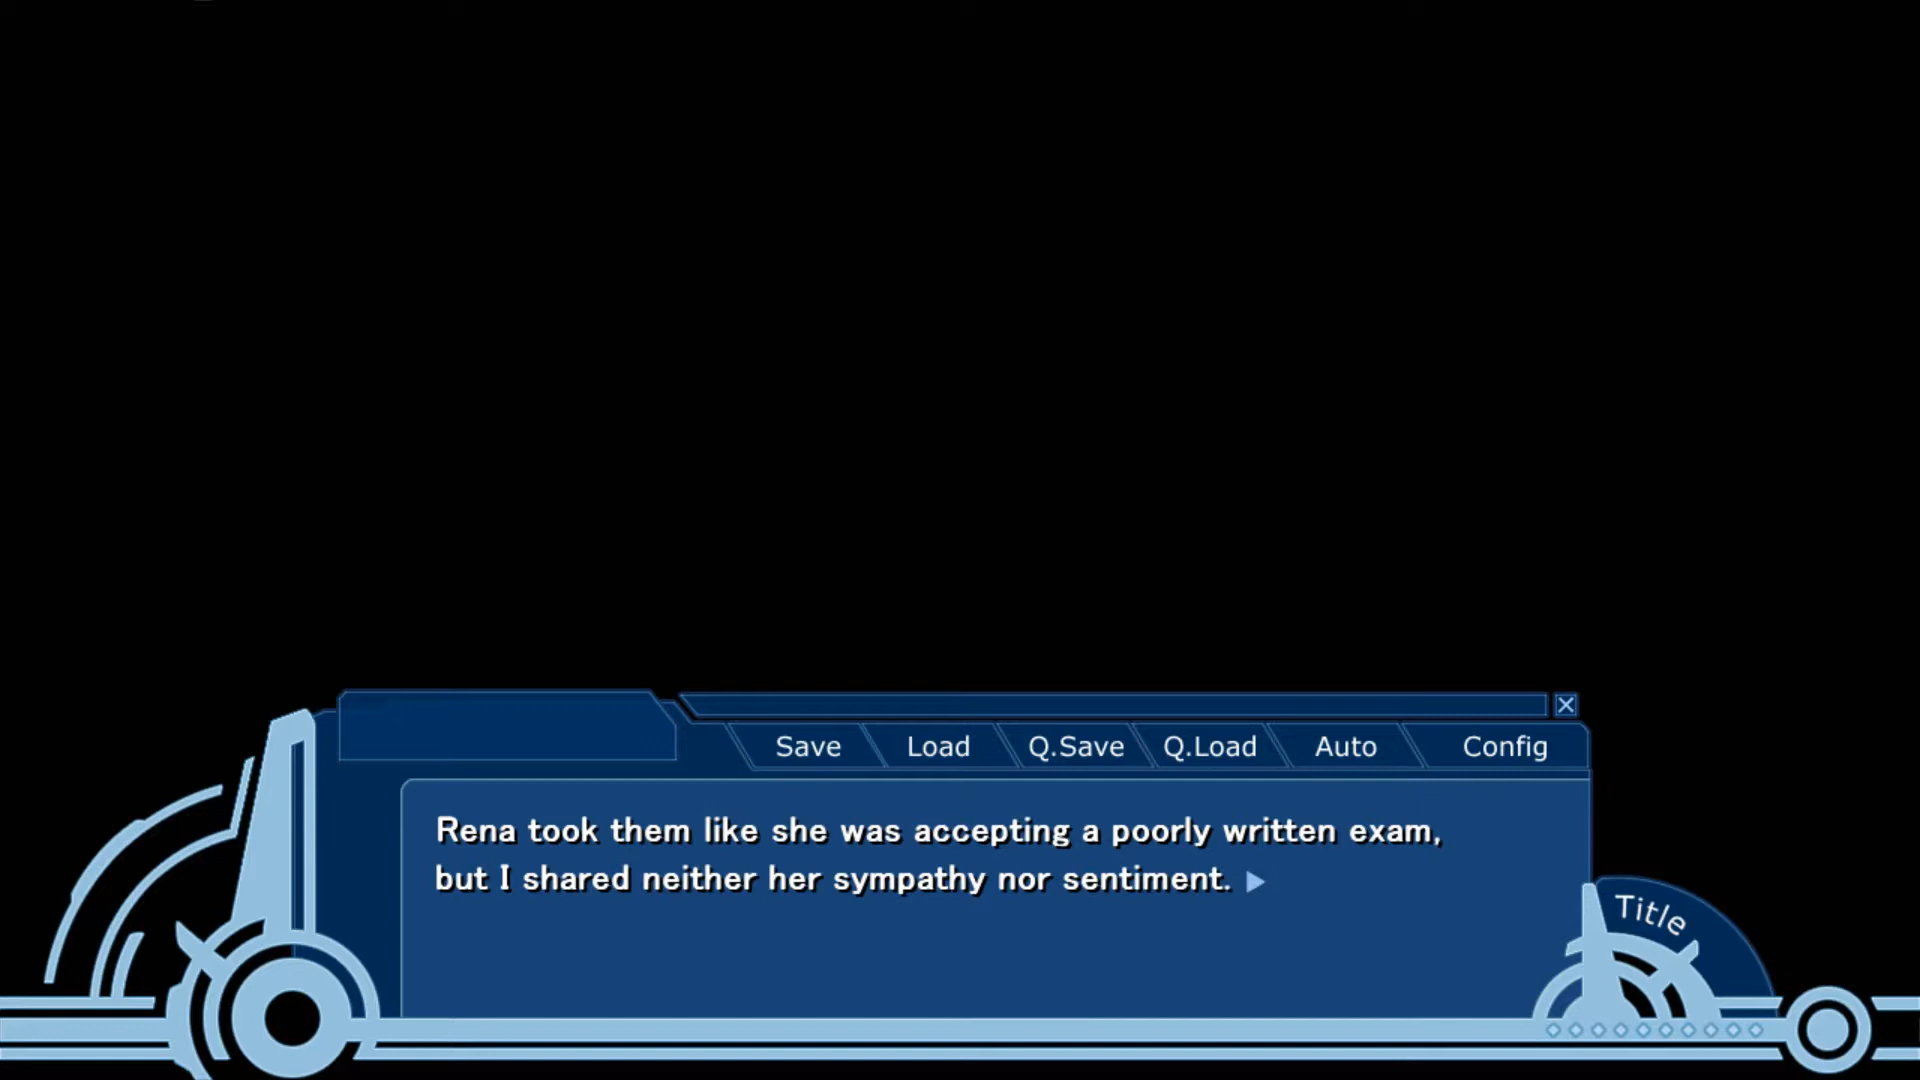 Save Load Q.Save Q.Load Auto Config
Rena took them like she was accepting a poorly written exam,
but I shared neither her sympathy nor sentiment.
Title